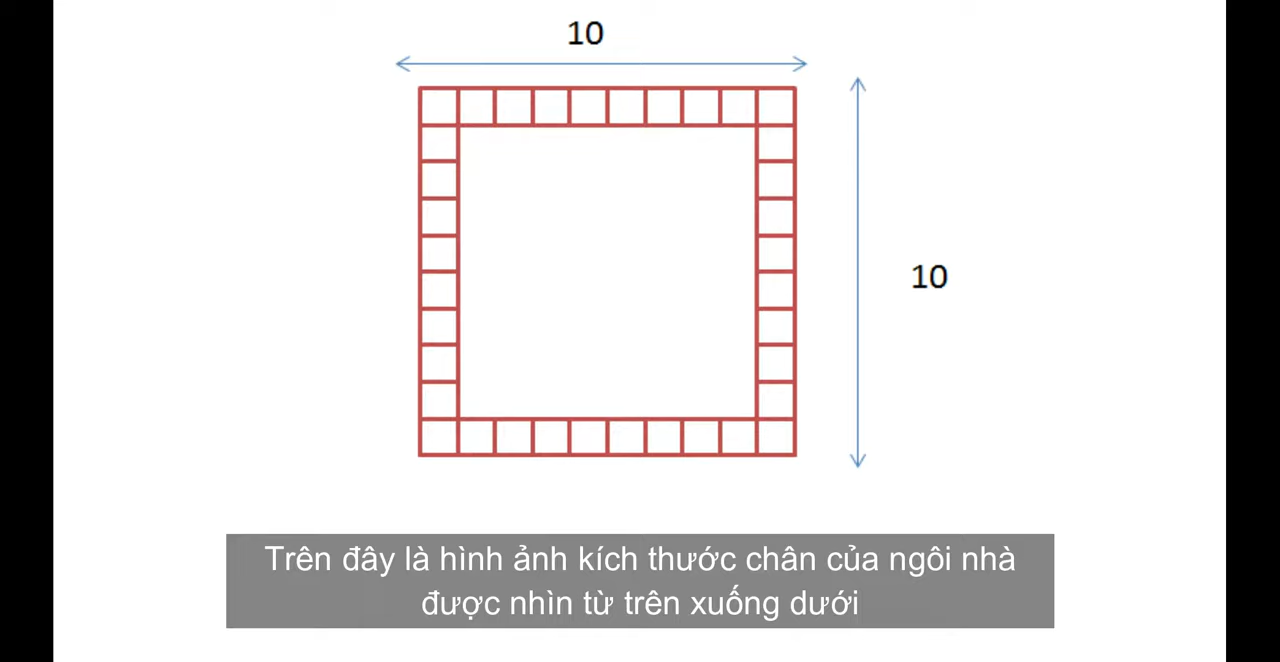 10
10
Trên đây là hình ảnh kích thước chân của ngôi nhà
được nhìn từ trên xuống dưới